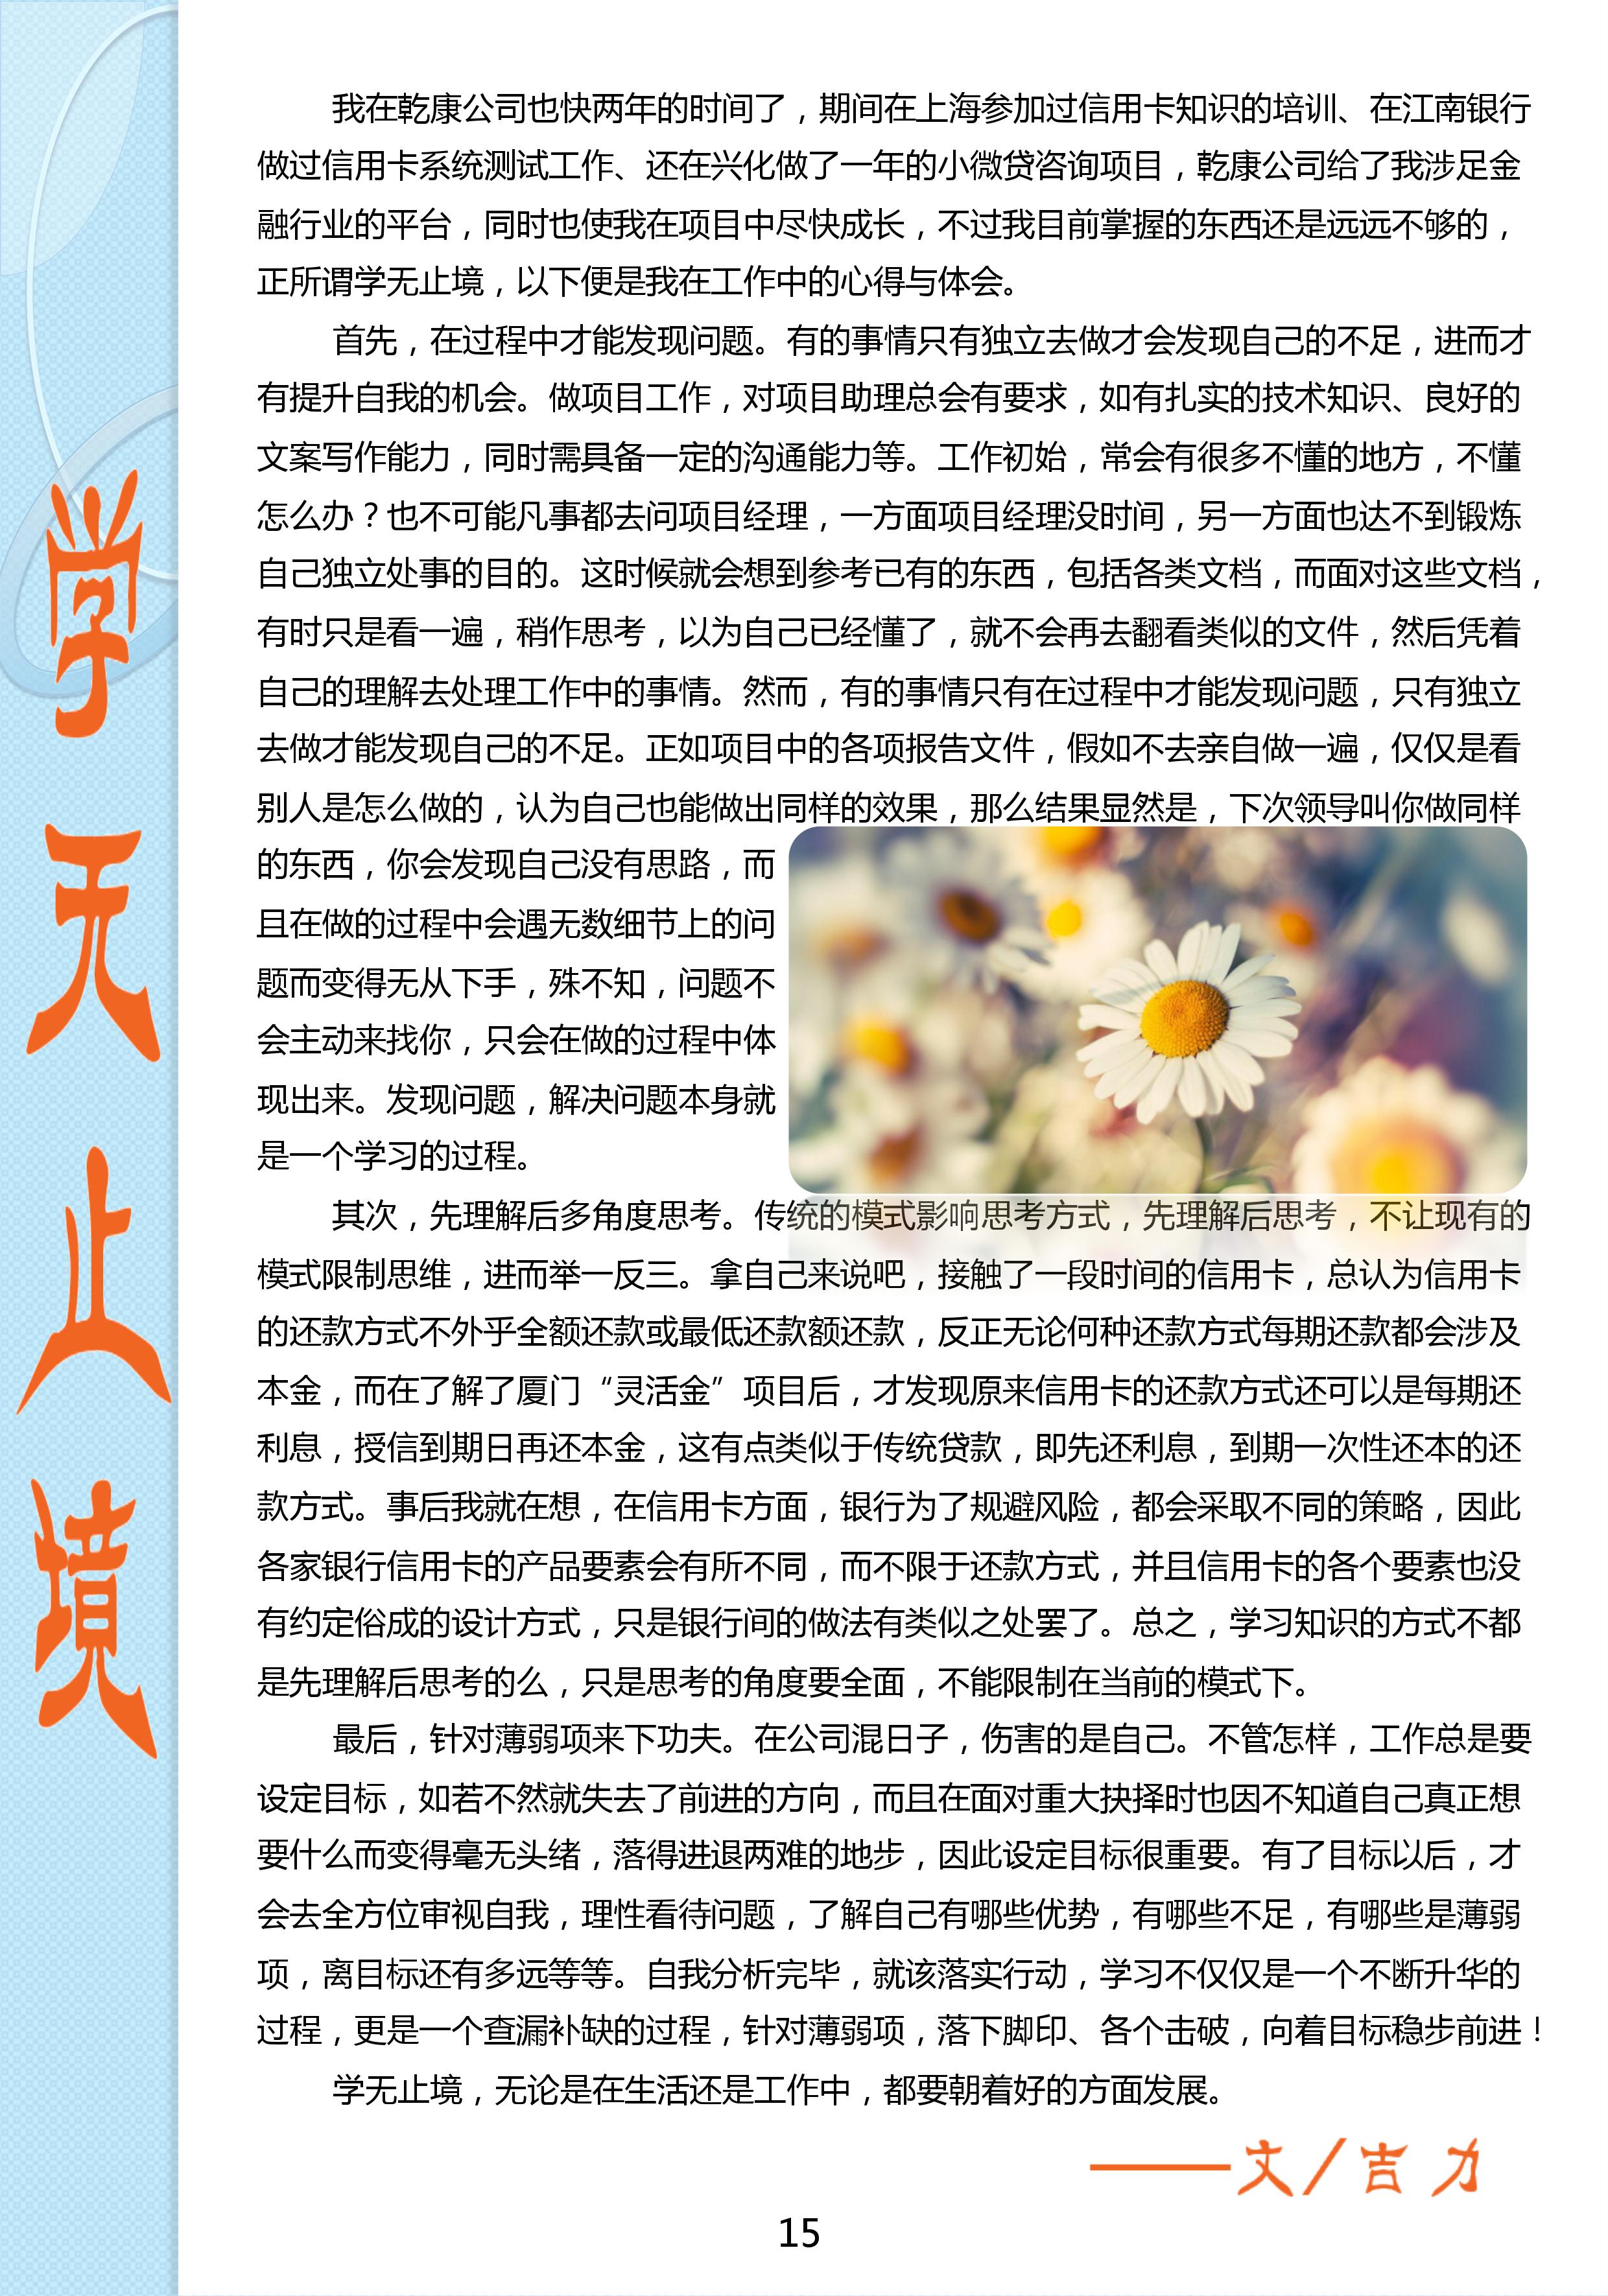 学无止境
我在乾康公司也快两年的时间了，期间在上海参加过信用卡知识的培训、在江南银行
做过信用卡系统测试工作、还在兴化做了一年的小微贷咨询项目，乾康公司给了我涉足金
融行业的平台，同时也使我在项目中尽快成长，不过我目前掌握的东西还是远远不够的，
正所谓学无止境，以下便是我在工作中的心得与体会。
首先，在过程中才能发现问题。有的事情只有独立去做才会发现自己的不足，进而才
有提升自我的机会。做项目工作，对项目助理总会有要求，如有扎实的技术知识、良好的
文案写作能力，同时需具备一定的沟通能力等。工作初始，常会有很多不懂的地方，不懂
怎么办？也不可能凡事都去问项目经理，一方面项目经理没时间，另一方面也达不到锻炼
自己独立处事的目的。这时候就会想到参考已有的东西，包括各类文档，而面对这些文档，
有时只是看一遍，稍作思考，以为自己已经懂了，就不会再去翻看类似的文件，然后凭着
自己的理解去处理工作中的事情。然而，有的事情只有在过程中才能发现问题，只有独立
去做才能发现自己的不足。正如项目中的各项报告文件，假如不去亲自做一遍，仅仅是看
别人是怎么做的，认为自己也能做出同样的效果，那么结果显然是，下次领导叫你做同样
的东西，你会发现自己没有思路，而
且在做的过程中会遇无数细节上的问
题而变得无从下手，殊不知，问题不
会主动来找你，只会在做的过程中体
现出来。发现问题，解决问题本身就
是一个学习的过程。
其次，先理解后多角度思考。传统的模式影响思考方式，先理解后思考，不让现有的
模式限制思维，进而举一反三。拿自己来说吧，接触了一段时间的信用卡，总认为信用卡
的还款方式不外乎全额还款或最低还款额还款，反正无论何种还款方式每期还款都会涉及
本金，而在了解了厦门“灵活金”项目后，才发现原来信用卡的还款方式还可以是每期还
利息，授信到期日再还本金，这有点类似于传统贷款，即先还利息，到期一次性还本的还
款方式。事后我就在想，在信用卡方面，银行为了规避风险，都会采取不同的策略，因此
各家银行信用卡的产品要素会有所不同，而不限于还款方式，并且信用卡的各个要素也没
有约定俗成的设计方式，只是银行间的做法有类似之处罢了。总之，学习知识的方式不都
是先理解后思考的么，只是思考的角度要全面，不能限制在当前的模式下。
最后，针对薄弱项来下功夫。在公司混日子，伤害的是自己。不管怎样，工作总是要
设定目标，如若不然就失去了前进的方向，而且在面对重大抉择时也因不知道自己真正想
要什么而变得毫无头绪，落得进退两难的地步，因此设定目标很重要。有了目标以后，才
会去全方位审视自我，理性看待问题，了解自己有哪些优势，有哪些不足，有哪些是薄弱
项，离目标还有多远等等。自我分析完毕，就该落实行动，学习不仅仅是一个不断升华的
过程，更是一个查漏补缺的过程，针对薄弱项，落下脚印、各个击破，向着目标稳步前进！
学无止境，无论是在生活还是工作中，都要朝着好的方面发展。
——文/吉力
15